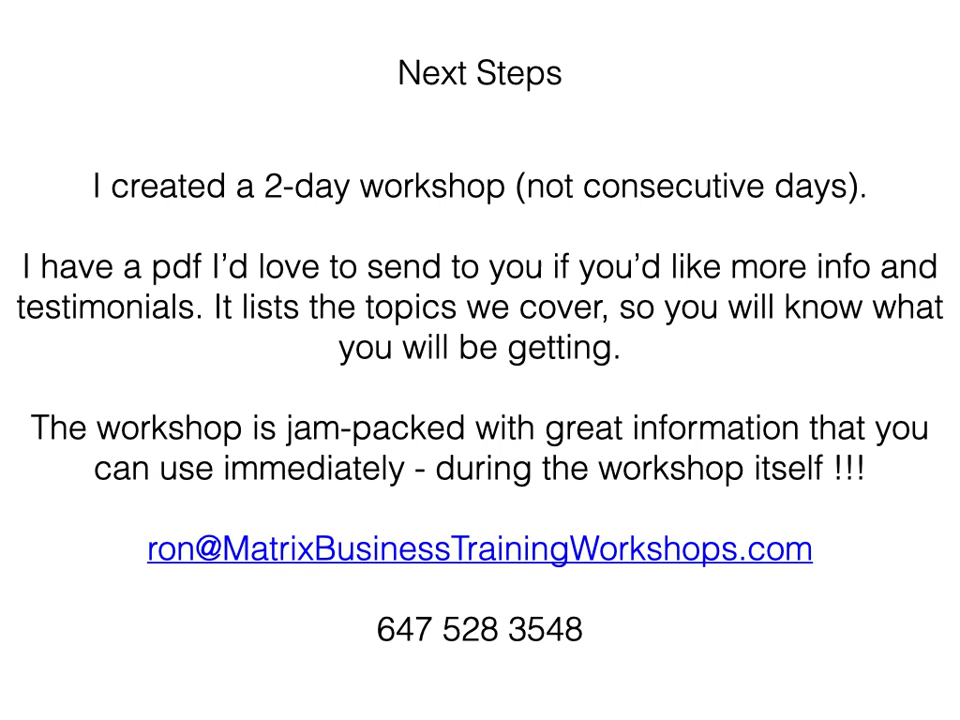 Next Steps
I created a 2-day workshop (not consecutive days).
I have a pdf I’d love to send to you if you’d like more info and
testimonials. It lists the topics we cover, so you will know what
you will be getting.
The workshop is jam-packed with great information that you
can use immediately - during the workshop itself !!!
ron@MatrixBusinessTrainingWorkshops.com
647 528 3548